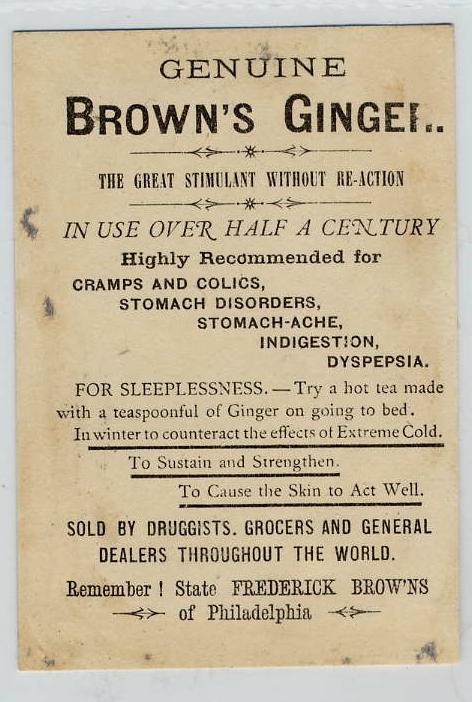 GENUINE
BROWN'S GINGER..
THE GREAT STIMULANT WITHOUT RE-ACTION
IN USE OVER HALF A CENTURY
Highly Recommended for
CRAMPS AND COLICS,
STOMACH DISORDERS,
STOMACH-ACHE,
INDIGESTION,
DYSPEPSIA.
FOR SLEEPLESSNESS. — Try a hot tea made
with a teaspoonful of Ginger on going to bed.
In winter to counteract the effects of Extreme Cold.
To Sustain and Strengthen.
To Cause the Skin to Act Well.
SOLD BY DRUGGISTS. GROCERS AND GENERAL
DEALERS THROUGHOUT THE WORLD.
Remember ! State FREDERICK BROWNS
of Philadelphia